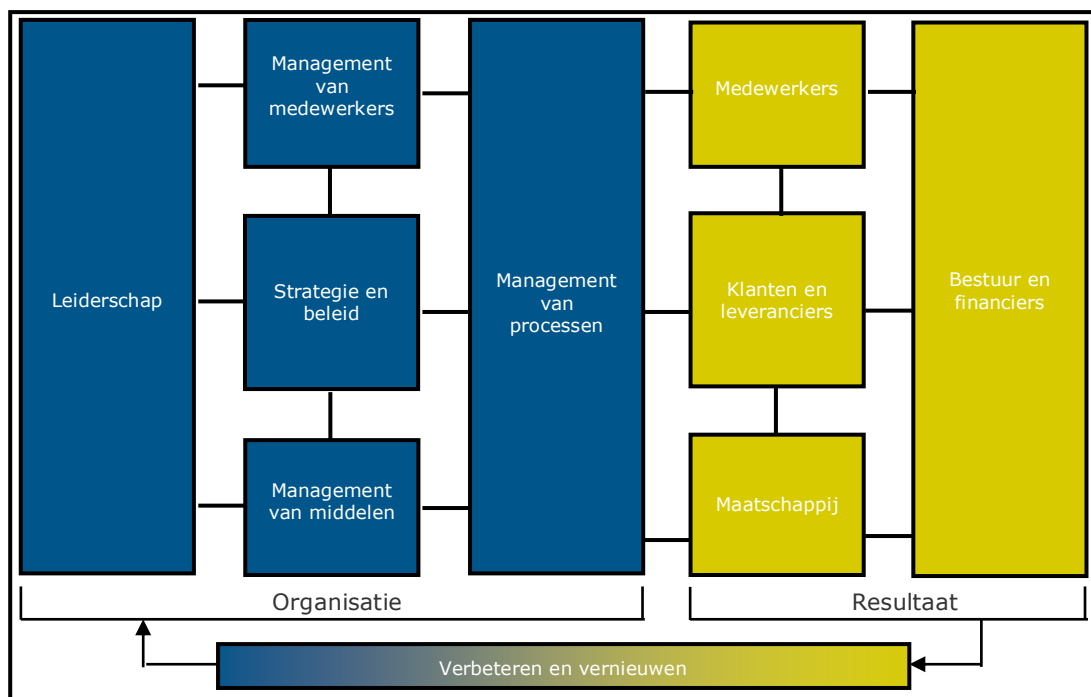 Leiderschap
Management
van
medewerkers
Strategie en
beleid
Management
van middelen
Management
van
processen
Medewerkers
Klanten en
leveranciers
Maatschappij
Bestuur en
financiers
Organisatie
Resultaat
Verbeteren en vernieuwen